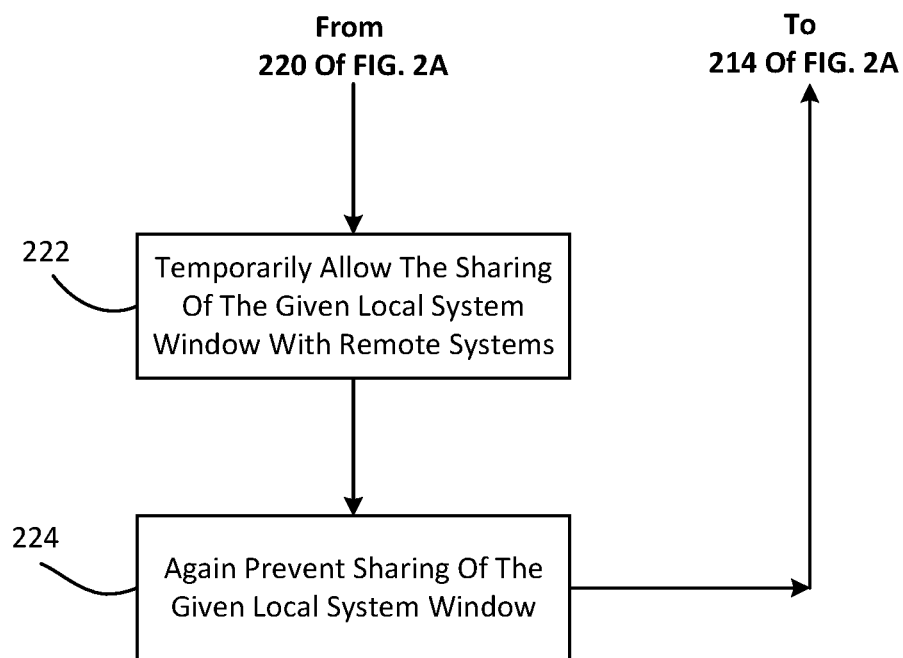 From
220 Of FIG. 2A
To
214 Of FIG. 2A
222
Temporarily Allow The Sharing
Of The Given Local System
Window With Remote Systems
224
Again Prevent Sharing Of The
Given Local System Window